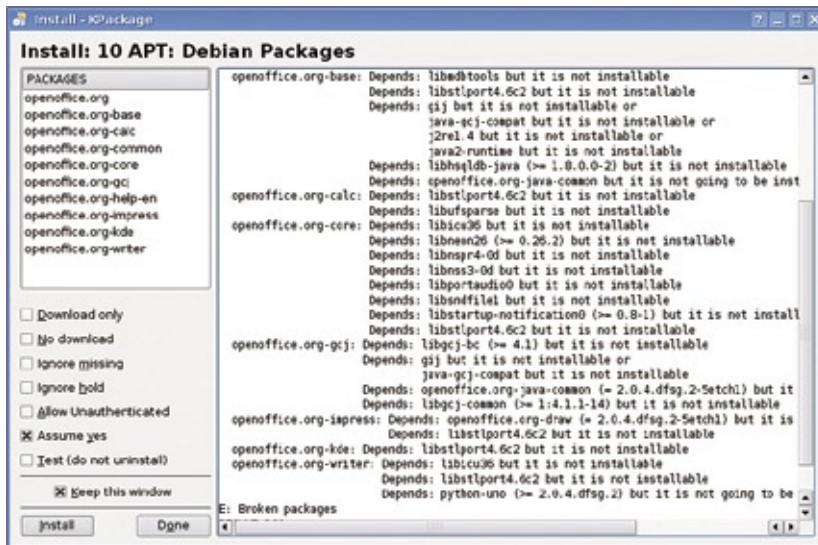 Install - KPackage
Install: 10 APT: Debian Packages
PACKAGES
openoffice.org
openoffice.org-base
openoffice.org-calc
openoffice.org-common
openoffice.org-core
openoffice.org-gcj
openoffice.org-help-en
openoffice.org-impress
openoffice.org-kde
openoffice.org-writer
Download only
No download
Ignore missing
Ignore hold
Allow Unauthenticated
Assume yes
Test (do not uninstall)
Keep this window
Install
Done
openoffice.org-base: Depends: libmdbtools but it is not installable
Depends: libstlport4.6c2 but it is not installable
Depends: gij but it is not installable or
java-gcj-compat but it is not installable or
j2re1.4 but it is not installable or
java2-runtime but it is not installable
Depends: libhsqldb-java (>= 1.8.0.0-2) but it is not installable
Depends: openoffice.org-java-common but it is not going to be inst
openoffice.org-calc: Depends: libstlport4.6c2 but it is not installable
Depends: libufsparse but it is not installable
openoffice.org-core: Depends: libicu36 but it is not installable
Depends: libneon26 (>= 0.26.2) but it is not installable
Depends: libnspr4-0d but it is not installable
Depends: libnss3-0d but it is not installable
Depends: libportaudio0 but it is not installable
Depends: libsndfile1 but it is not installable
Depends: libstartup-notification0 (>= 0.8-1) but it is not install
Depends: libstlport4.6c2 but it is not installable
openoffice.org-gcj: Depends: libgcj-bc (>= 4.1) but it is not installable
Depends: gij but it is not installable or
java-gcj-compat but it is not installable
Depends: openoffice.org-java-common (= 2.0.4.dfsg.2-5etch1) but it
Depends: libgcj-common (>= 1:4.1.1-14) but it is not installable
openoffice.org-impress: Depends: openoffice.org-draw (= 2.0.4.dfsg.2-5etch1) but it is
Depends: libstlport4.6c2 but it is not installable
openoffice.org-kde: Depends: libstlport4.6c2 but it is not installable
openoffice.org-writer: Depends: libicu36 but it is not installable
Depends: libstlport4.6c2 but it is not installable
Depends: python-uno (>= 2.0.4.dfsg.2) but it is not going to be
E: Broken packages